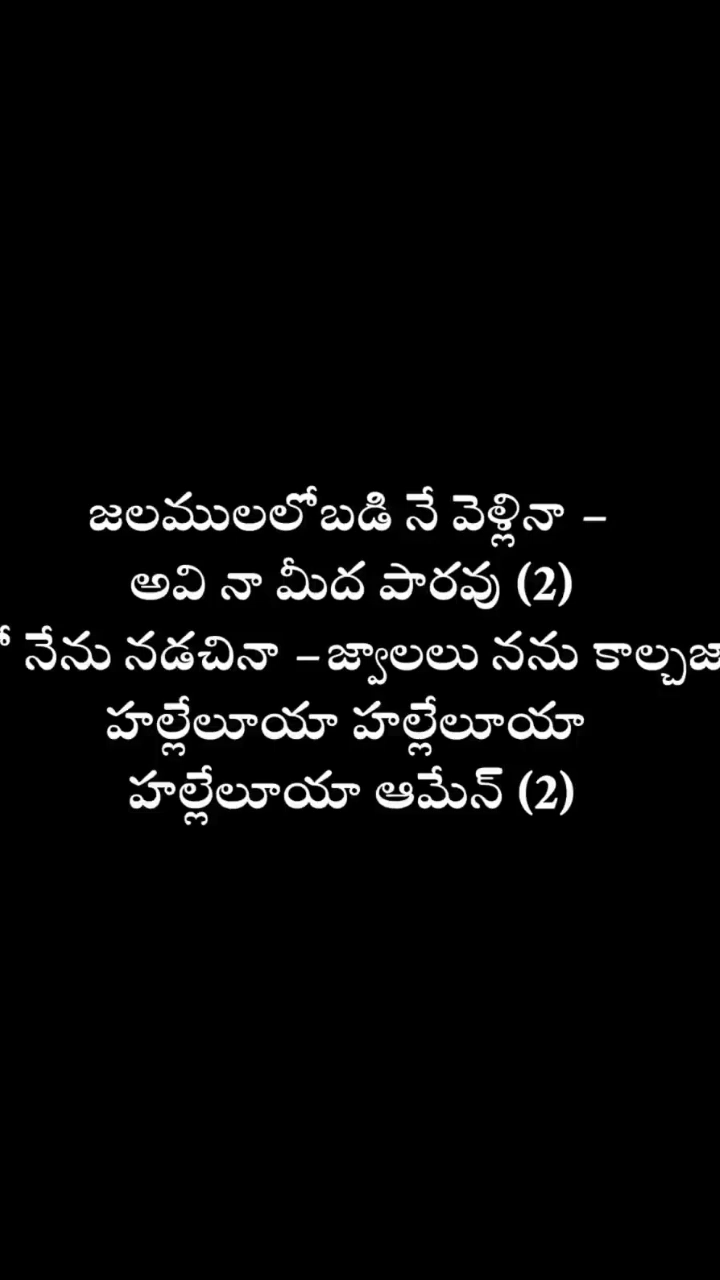 జలములలోబడి నే వెళ్లినా –
అవి నా మీద పారవు (2)
నేను నడచినా –జ్వాలలు నను
హల్లేలూయా హల్లేలూయా
హల్లేలూయా ఆమేన్ (2)